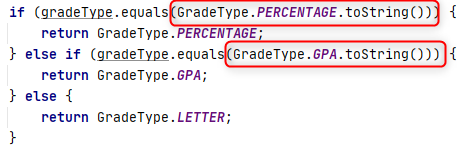 if (gradeType.equals(GradeType.PERCENTAGE.toString())) {
return GradeType.PERCENTAGE;
} else if (gradeType.equals(GradeType.GPA.toString())) {
return GradeType.GPA;
} else {
return GradeType.LETTER;
}